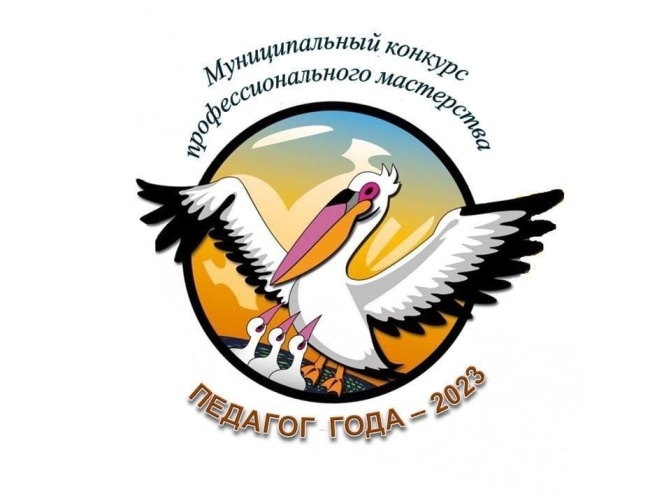 Муниципальный конкурс
профессионального мастерства
ПЕДАГОГ ГОДА – 2023